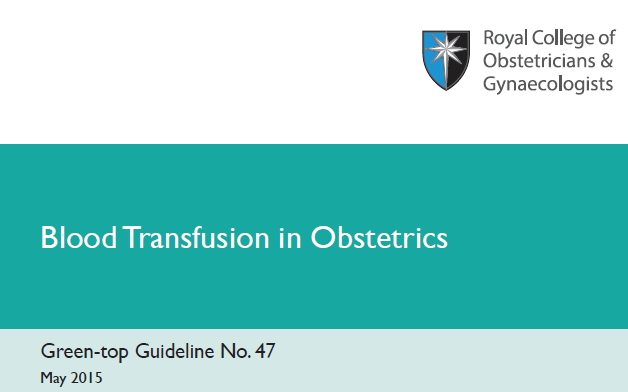 Royal College of
Obstetricians &
Gynaecologists
Blood Transfusion in Obstetrics
Green-top Guideline No. 47
May 2015